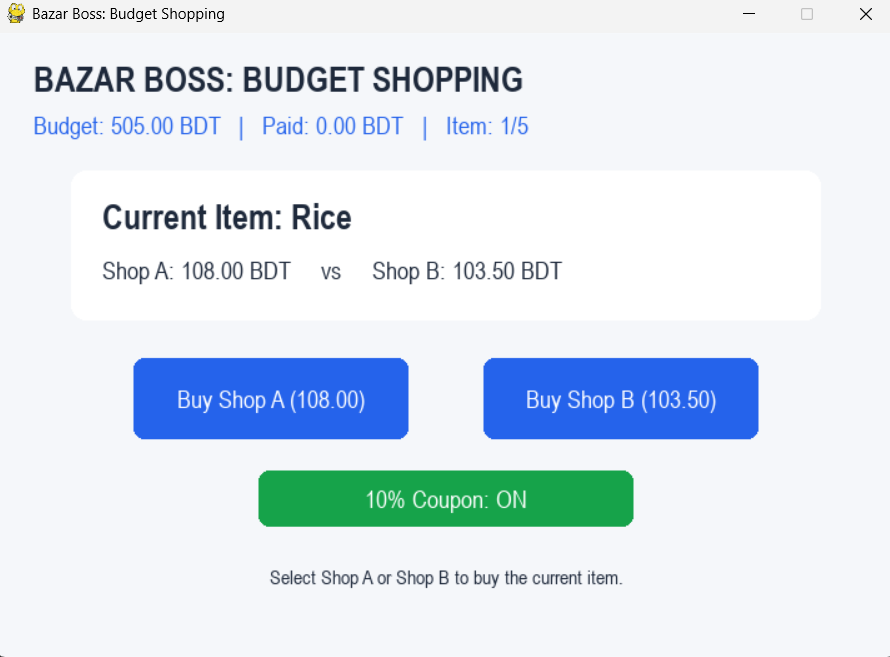 Bazar Boss: Budget Shopping
BAZAR BOSS: BUDGET SHOPPING
Budget: 505.00 BDT | Paid: 0.00 BDT | Item: 1/5
Current Item: Rice
Shop A: 108.00 BDT vs Shop B: 103.50 BDT
Buy Shop A (108.00) Buy Shop B (103.50)
10% Coupon: ON
Select Shop A or Shop B to buy the current item.